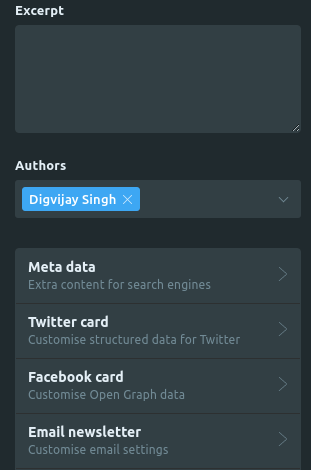 Excerpt
Authors
Digvijay Singh
Meta data
Extra content for search engines
Twitter card
Customise structured data for Twitter
Facebook card
Customise Open Graph data
Email newsletter
Customise email settings